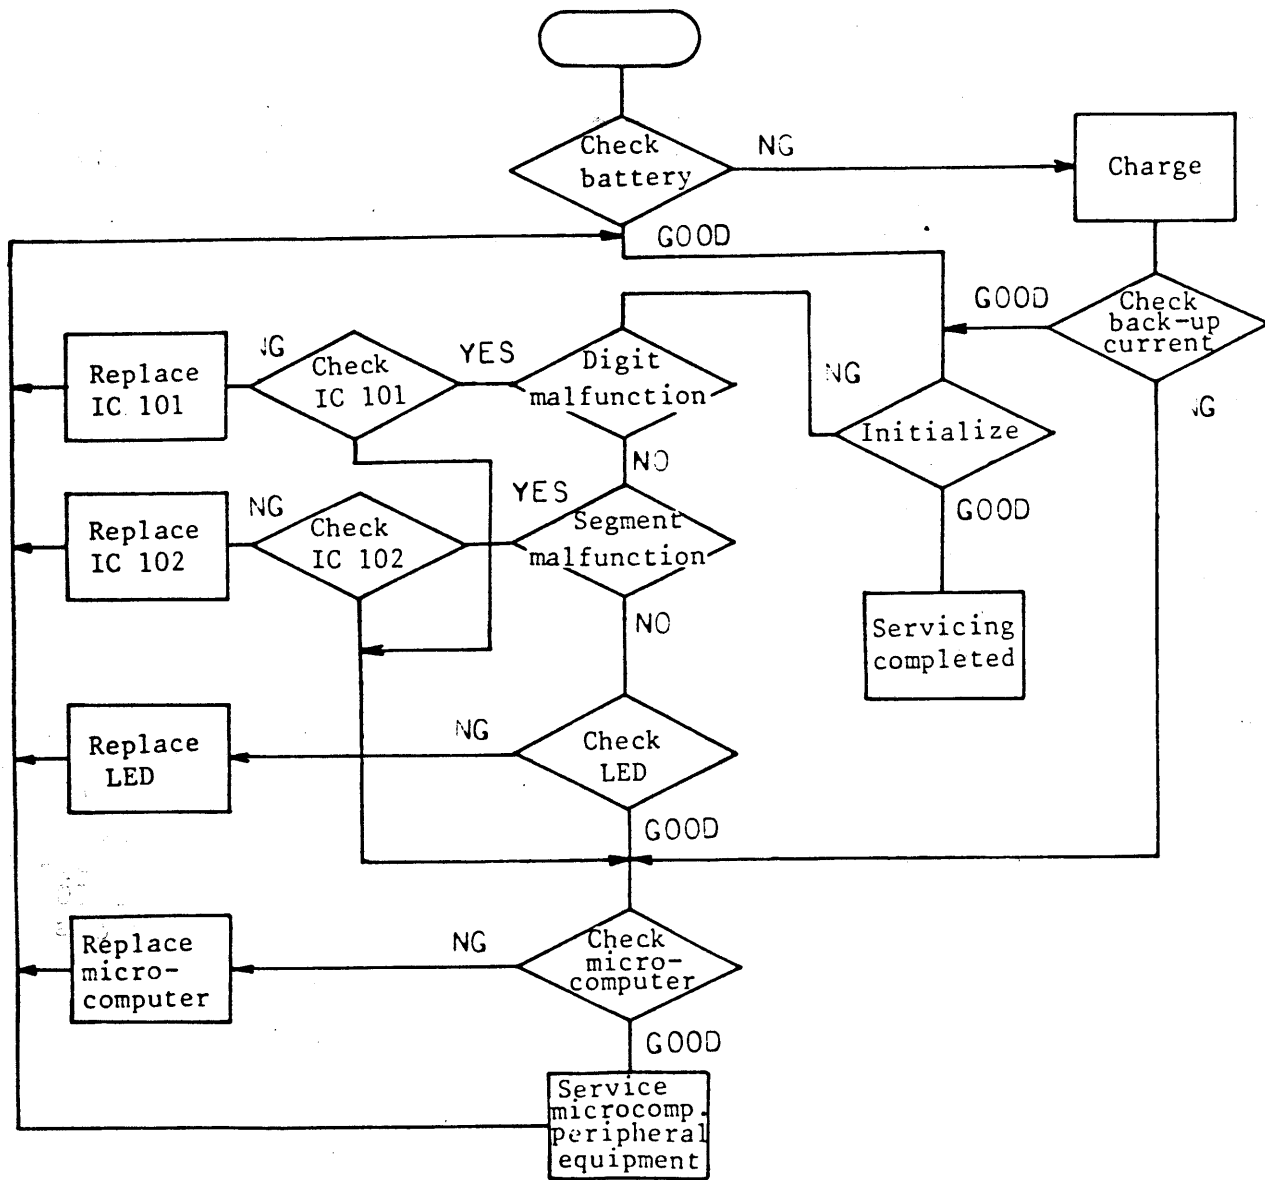 Check
battery
NG
Charge
GOOD
GOOD
Check
back-up
current
NG
Replace
IC 101
NG
Check
IC 101
YES
Digit
malfunction
NG
Initialize
NO
GOOD
Replace
IC 102
NG
Check
IC 102
YES
Segment
malfunction
NO
Servicing
completed
Replace
LED
NG
Check
LED
GOOD
Replace
micro-
computer
NG
Check
micro-
computer
GOOD
Service
microcomp.
peripheral
equipment